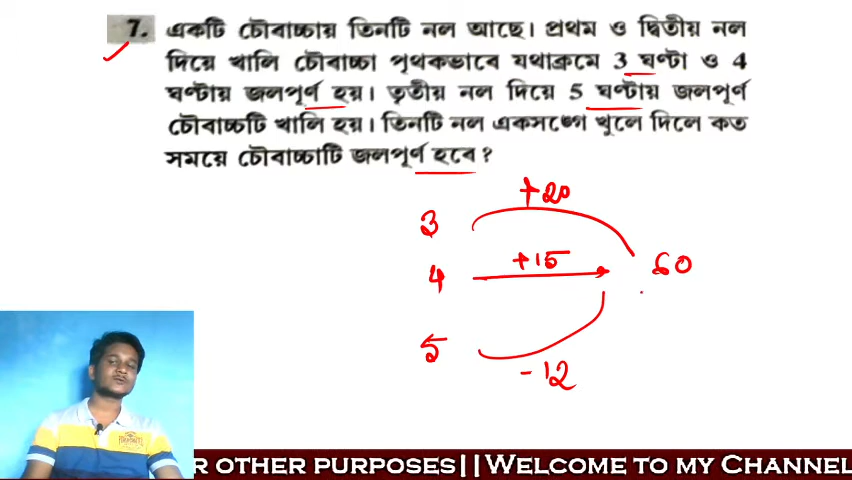 7. একটি চৌবাচ্চায় তিনটি নল আছে। প্রথম ও দ্বিতীয় নল
দিয়ে খালি চৌবাচ্চা পৃথকভাবে যথাক্রমে 3 ঘণ্টা ও 4
ঘণ্টায় জলপূর্ণ হয়। তৃতীয় নল দিয়ে 5 ঘণ্টায় জলপূর্ণ
চৌবাচ্চাটি খালি হয়। তিনটি নল একসঙ্গে খুলে দিলে কত
সময়ে চৌবাচ্চাটি জলপূর্ণ হবে?
+20
3
4 +15 60
5
-12
R OTHER PURPOSES||WELCOME TO MY CHANNEL